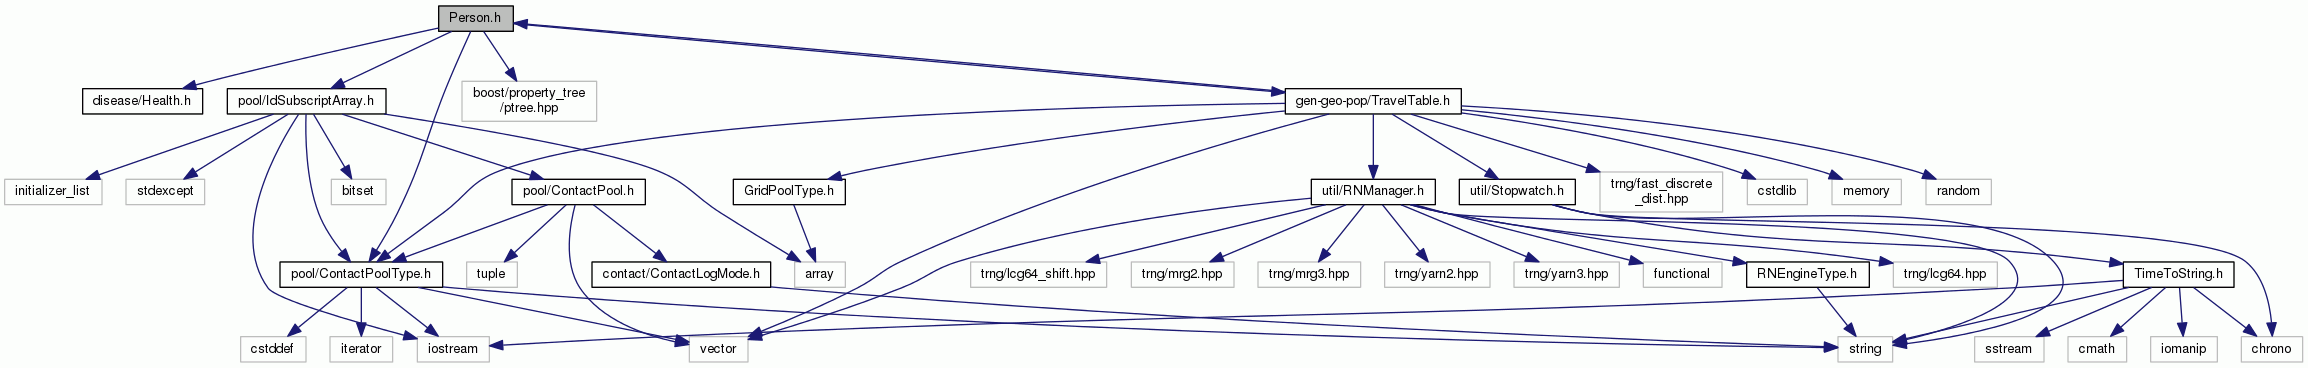 Person.h
disease/Health.h
pool/IdSubscriptArray.h
boost/property_tree
/ptree.hpp
gen-geo-pop/TravelTable.h
initializer_list
stdexcept
bitset
pool/ContactPool.h
GridPoolType.h
util/RNManager.h
util/Stopwatch.h
trng/fast_discrete
_dist.hpp
cstdlib
memory
random
pool/ContactPoolType.h
tuple
contact/ContactLogMode.h
array
trng/lcg64_shift.hpp
trng/mrg2.hpp
trng/mrg3.hpp
trng/yarn2.hpp
trng/yarn3.hpp
functional
RNEngineType.h
trng/lcg64.hpp
TimeToString.h
cstddef
iterator
iostream
vector
string
sstream
cmath
iomanip
chrono